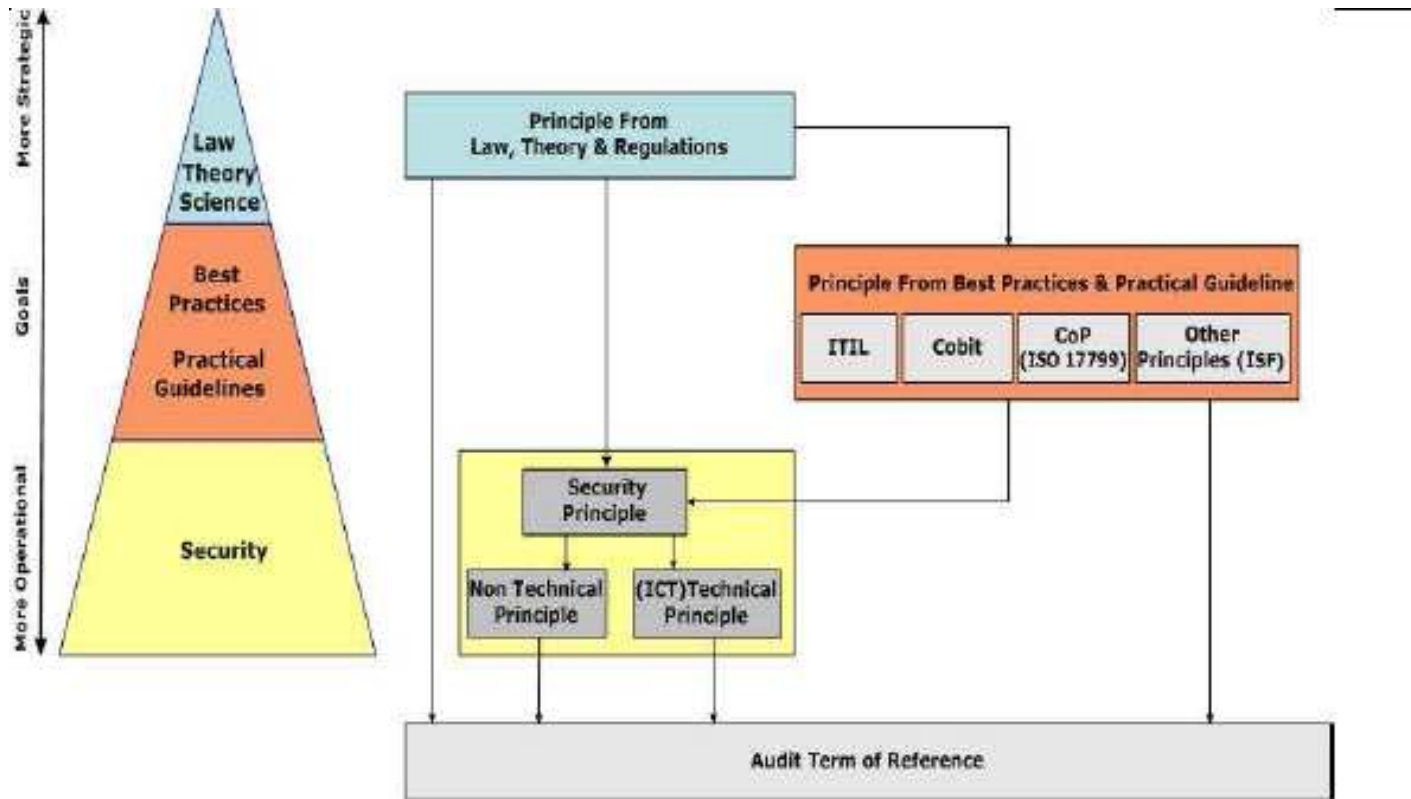 More Strategic
Goals
More Operational
Law
Theory
Science
Best
Practices
Practical
Guidelines
Security
Principle From
Law, Theory & Regulations
Principle From Best Practices & Practical Guideline
ITIL
Cobit
CoP
(ISO 17799)
Other
Principles (ISF)
Security
Principle
Non Technical
Principle
(ICT)Technical
Principle
Audit Term of Reference